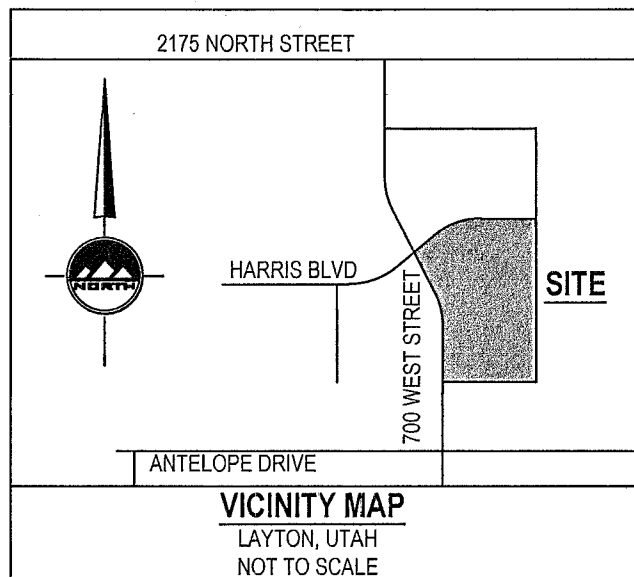 2175 NORTH STREET
NORTH
HARRIS BLVD
SITE
700 WEST STREET
ANTELOPE DRIVE
VICINITY MAP
LAYTON, UTAH
NOT TO SCALE